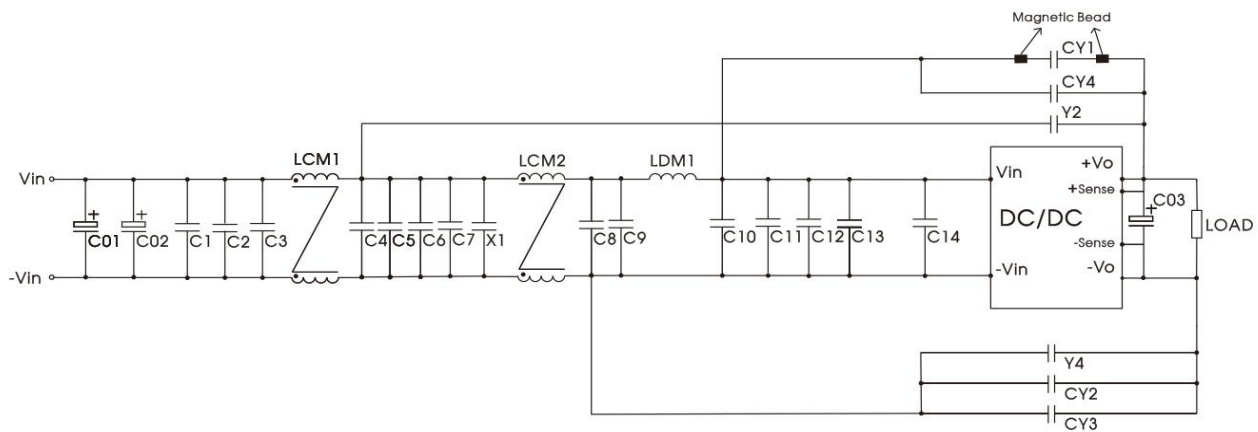 Magnetic Bead
CY1
CY4
Y2
LCM1
LCM2
LDM1
Vin
Vin
+Vo
+Sense
C03
+
+
+
C01
C02
C1
C2
C3
C4
C5
C6
C7
X1
C8
C9
C10
C11
C12
C13
C14
DC/DC
LOAD
-Sense
-Vin
-Vin
-Vo
Y4
CY2
CY3